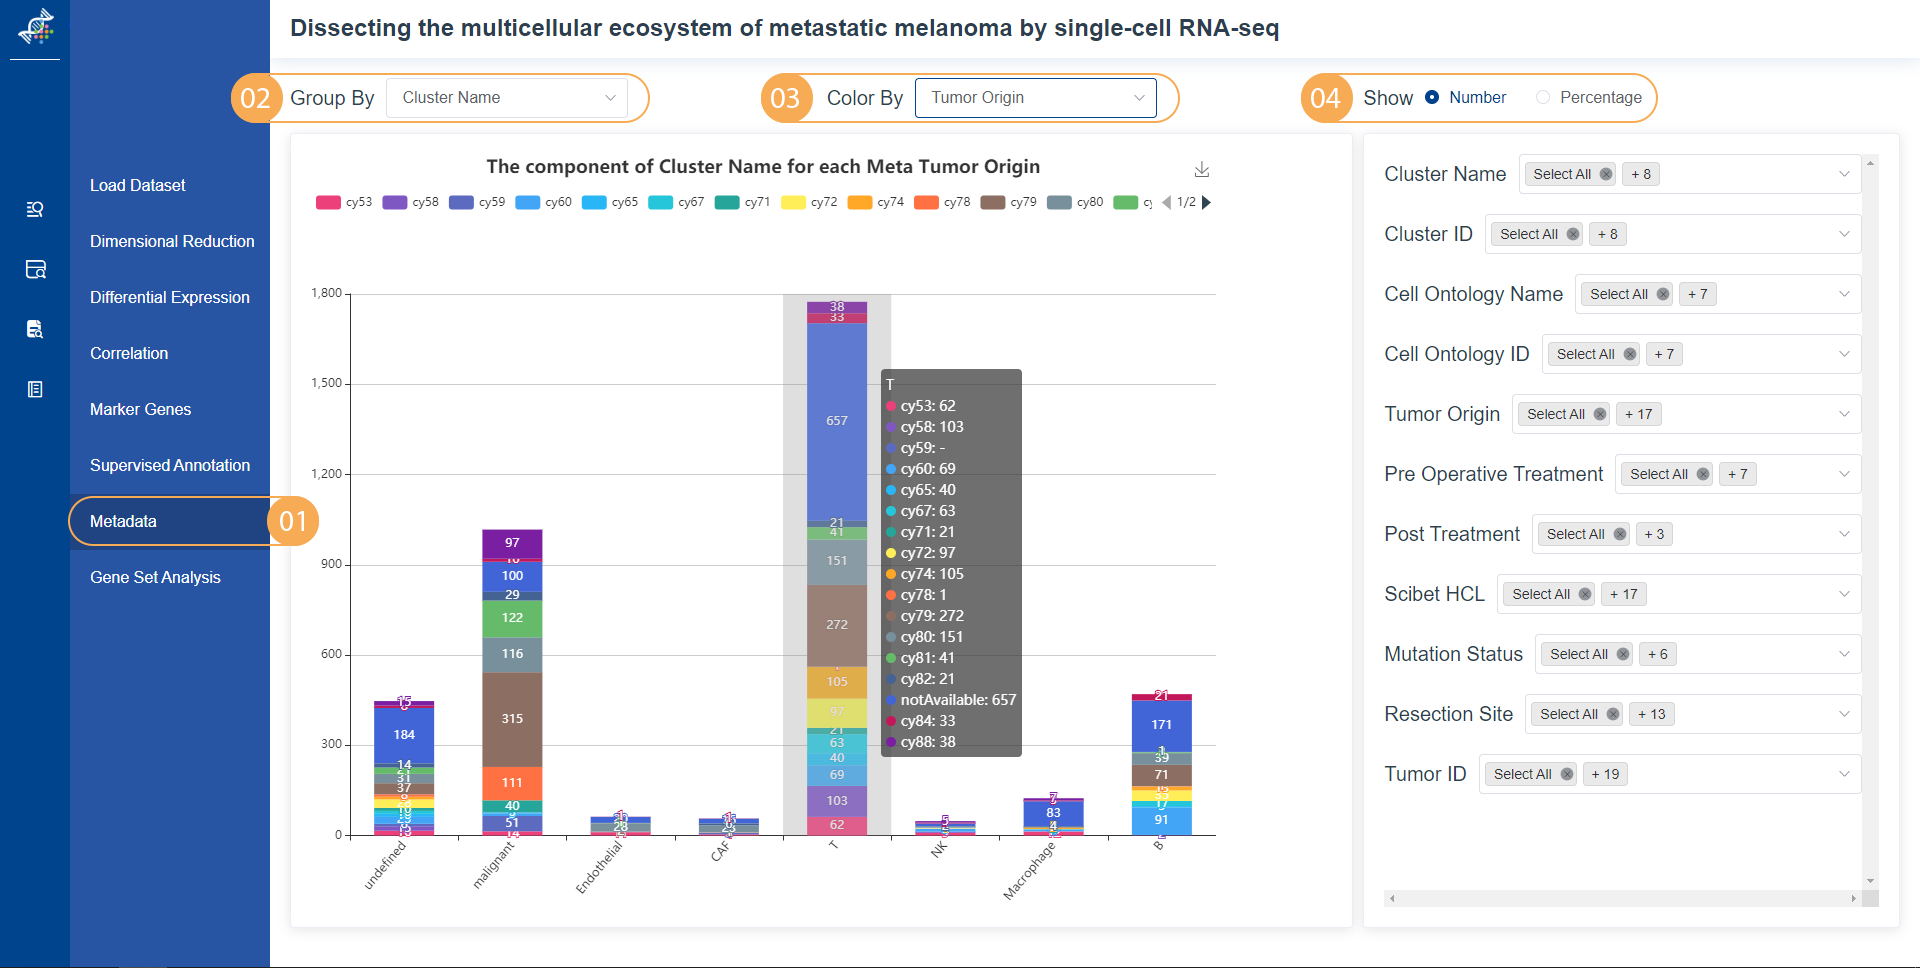 Dissecting the multicellular ecosystem of metastatic melanoma by single-cell RNA-seq
02 Group By Cluster Name
03 Color By Tumor Origin
04 Show Number Percentage
Load Dataset
Dimensional Reduction
Differential Expression
Correlation
Marker Genes
Supervised Annotation
Metadata 01
Gene Set Analysis
The component of Cluster Name for each Meta Tumor Origin
cy53 cy58 cy59 cy60 cy65 cy67 cy71 cy72 cy74 cy78 cy79 cy80 1/2
1,800
1,500
1,200
900
600
300
0
184
14
31
37
97
100
29
122
116
315
111
40
51
14
28
38
33
657
21
41
151
272
105
97
21
63
40
69
103
62
5
7
83
4
21
171
39
71
17
91
undefined
malignant
Endothelial
CAF
T
NK
Macrophage
B
T
cy53: 62
cy58: 103
cy59: -
cy60: 69
cy65: 40
cy67: 63
cy71: 21
cy72: 97
cy74: 105
cy78: 1
cy79: 272
cy80: 151
cy81: 41
cy82: 21
notAvailable: 657
cy84: 33
cy88: 38
Cluster Name Select All + 8
Cluster ID Select All + 8
Cell Ontology Name Select All + 7
Cell Ontology ID Select All + 7
Tumor Origin Select All + 17
Pre Operative Treatment Select All + 7
Post Treatment Select All + 3
Scibet HCL Select All + 17
Mutation Status Select All + 6
Resection Site Select All + 13
Tumor ID Select All + 19